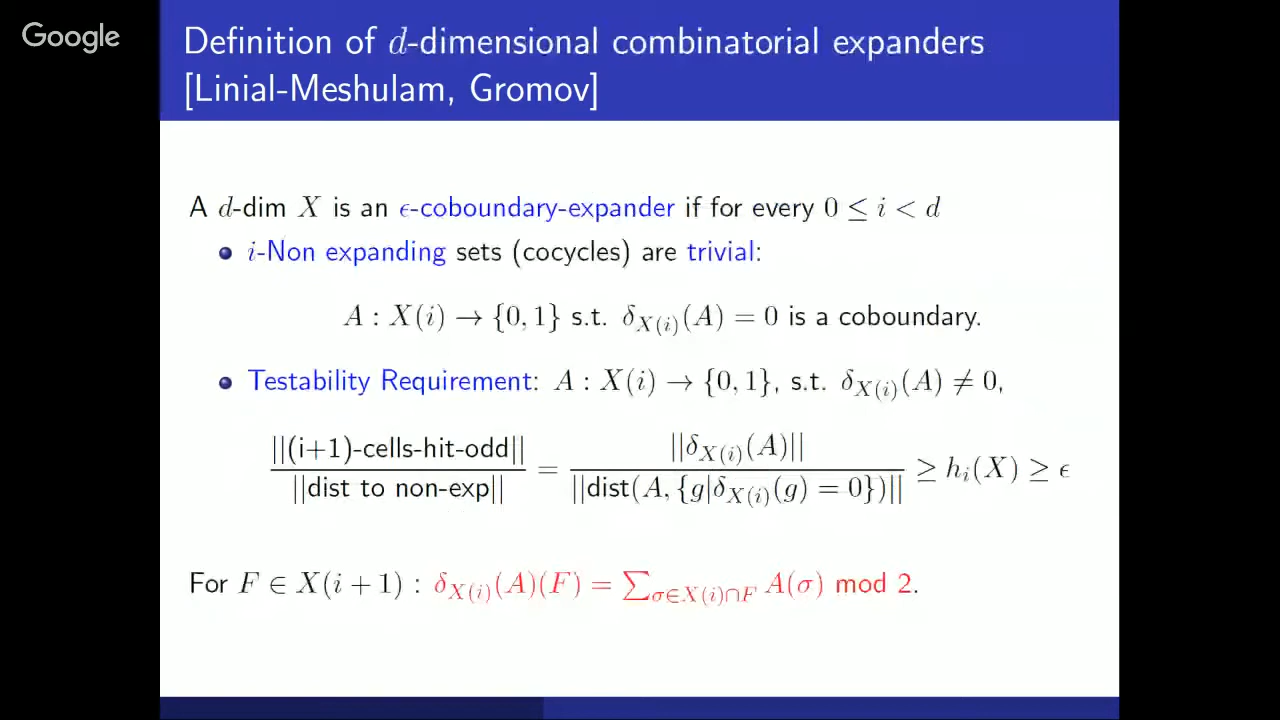 Google
Definition of d-dimensional combinatorial expanders
[Linial-Meshulam, Gromov]
A d-dim X is an ϵ-coboundary-expander if for every 0 ≤ i < d
i-Non expanding sets (cocycles) are trivial:
A : X(i) → {0, 1} s.t. δ_{X(i)}(A) = 0 is a coboundary.
Testability Requirement: A : X(i) → {0, 1}, s.t. δ_{X(i)}(A) ≠ 0,
||(i+1)-cells-hit-odd|| / ||dist to non-exp|| = ||δ_{X(i)}(A)|| / ||dist(A, {g|δ_{X(i)}(g) = 0})|| ≥ h_i(X) ≥ ϵ
For F ∈ X(i + 1) : δ_{X(i)}(A)(F) = ∑_{σ∈X(i)∩F} A(σ) mod 2.